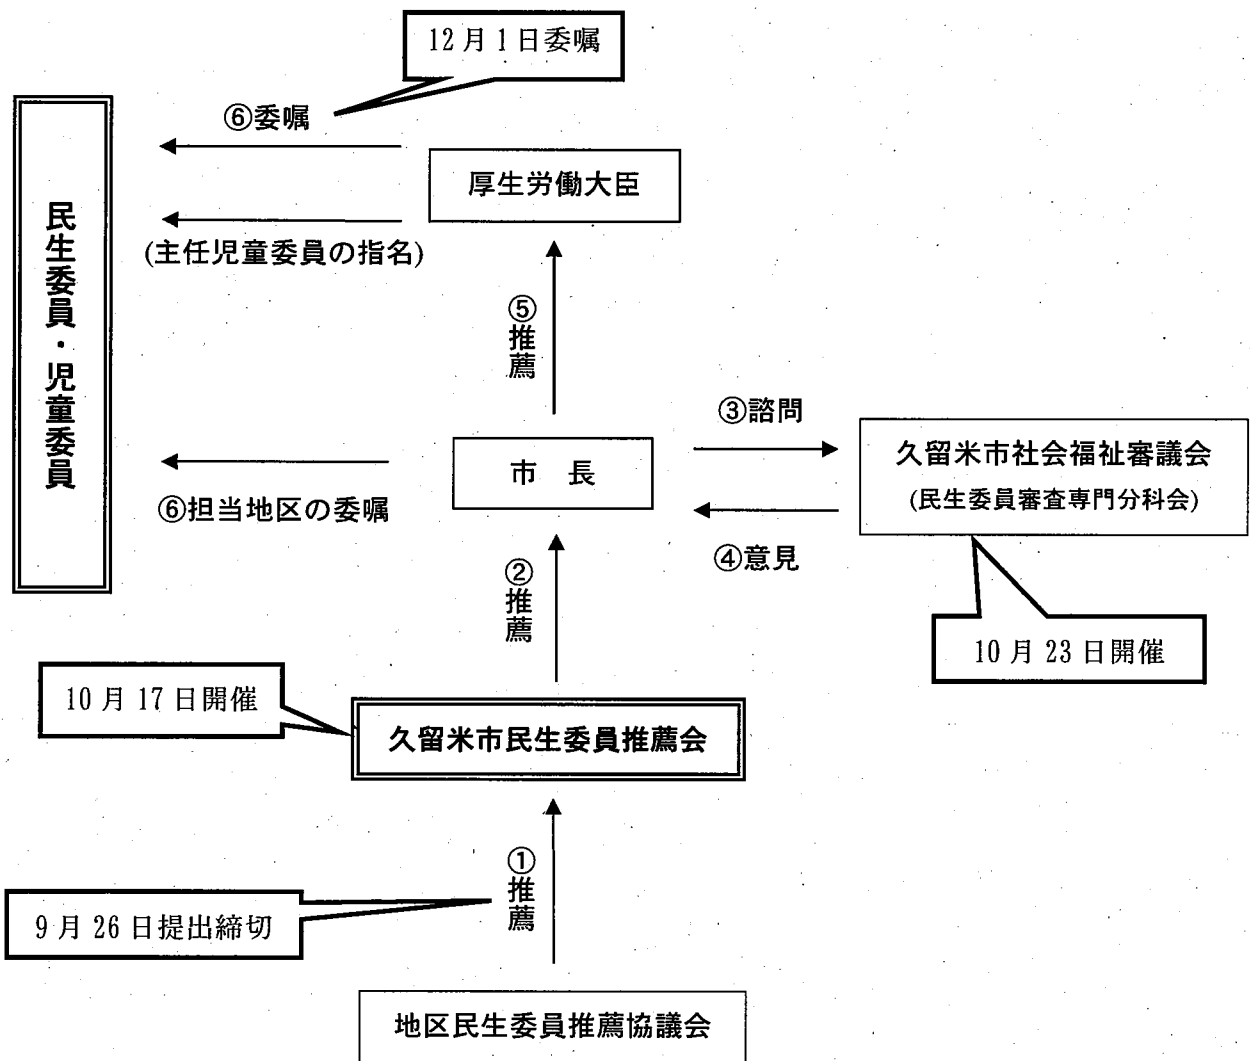 12月1日委嘱
⑥委嘱
厚生労働大臣
(主任児童委員の指名)
民生委員・児童委員
⑤推薦
③諮問
久留米市社会福祉審議会
(民生委員審査専門分科会)
市 長
⑥担当地区の委嘱
④意見
②推薦
10月23日開催
10月17日開催
久留米市民生委員推薦会
①推薦
9月26日提出締切
地区民生委員推薦協議会